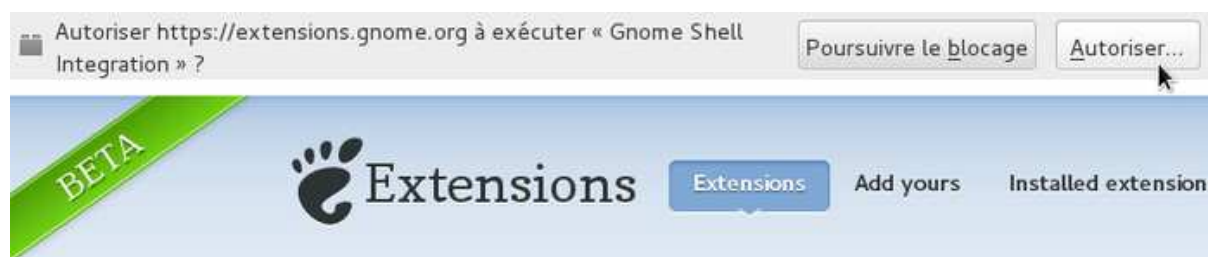 Autoriser https://extensions.gnome.org à exécuter « Gnome Shell
Integration » ?
Poursuivre le blocage
Autoriser...
BETA
Extensions
Extensions
Add yours
Installed extension